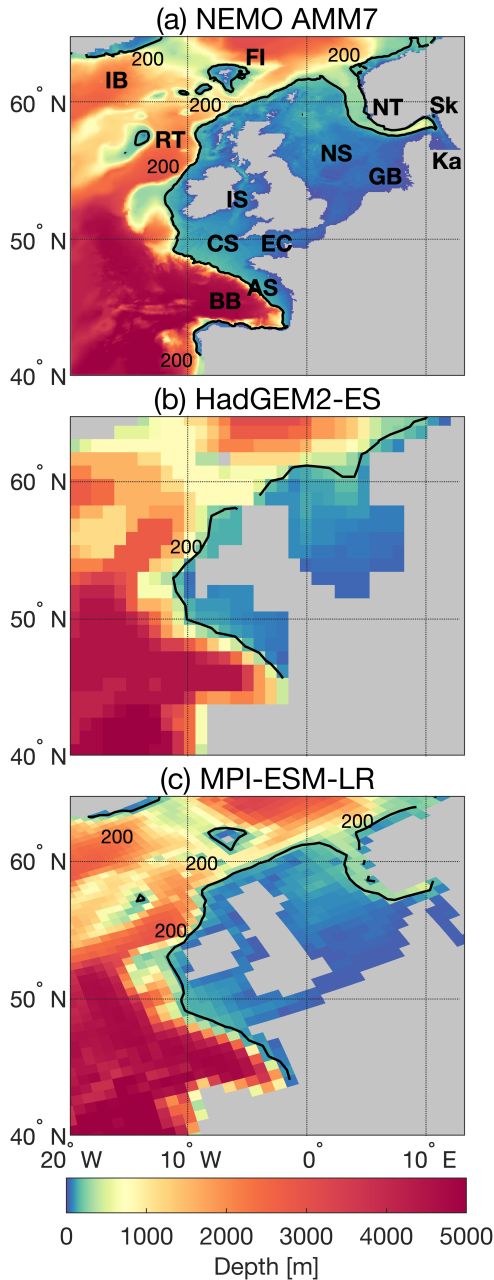 (a) NEMO AMM7
200
FI
IB
200
60° N
NT
Sk
RT
NS
Ka
200
GB
IS
50° N
CS
EC
AS
BB
200
40° N
(b) HadGEM2-ES
60° N
200
50° N
40° N
(c) MPI-ESM-LR
200
200
60° N
200
200
50° N
40° N
20° W
10° W
0°
10° E
0
1000
2000
3000
4000
5000
Depth [m]